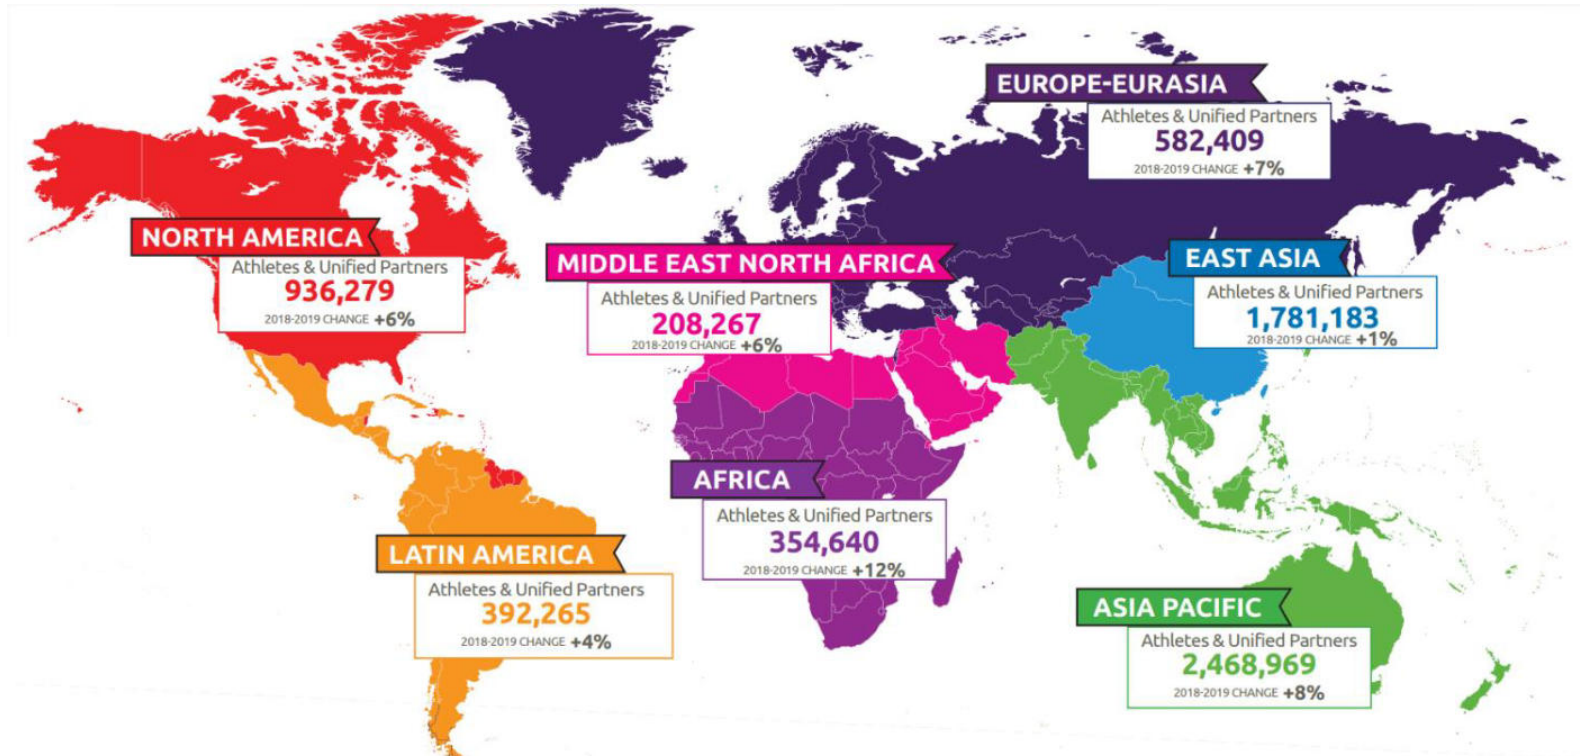 EUROPE-EURASIA
Athletes & Unified Partners
582,409
2018-2019 CHANGE +7%
NORTH AMERICA
Athletes & Unified Partners
936,279
2018-2019 CHANGE +6%
MIDDLE EAST NORTH AFRICA
Athletes & Unified Partners
208,267
2018-2019 CHANGE +6%
EAST ASIA
Athletes & Unified Partners
1,781,183
2018-2019 CHANGE +1%
AFRICA
Athletes & Unified Partners
354,640
2018-2019 CHANGE +12%
LATIN AMERICA
Athletes & Unified Partners
392,265
2018-2019 CHANGE +4%
ASIA PACIFIC
Athletes & Unified Partners
2,468,969
2018-2019 CHANGE +8%